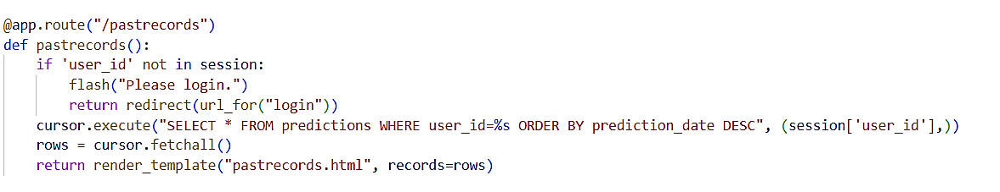 @app.route("/pastrecords")
def pastrecords():
    if 'user_id' not in session:
        flash("Please login.")
        return redirect(url_for("login"))
    cursor.execute("SELECT * FROM predictions WHERE user_id=%s ORDER BY prediction_date DESC", (session['user_id'],))
    rows = cursor.fetchall()
    return render_template("pastrecords.html", records=rows)